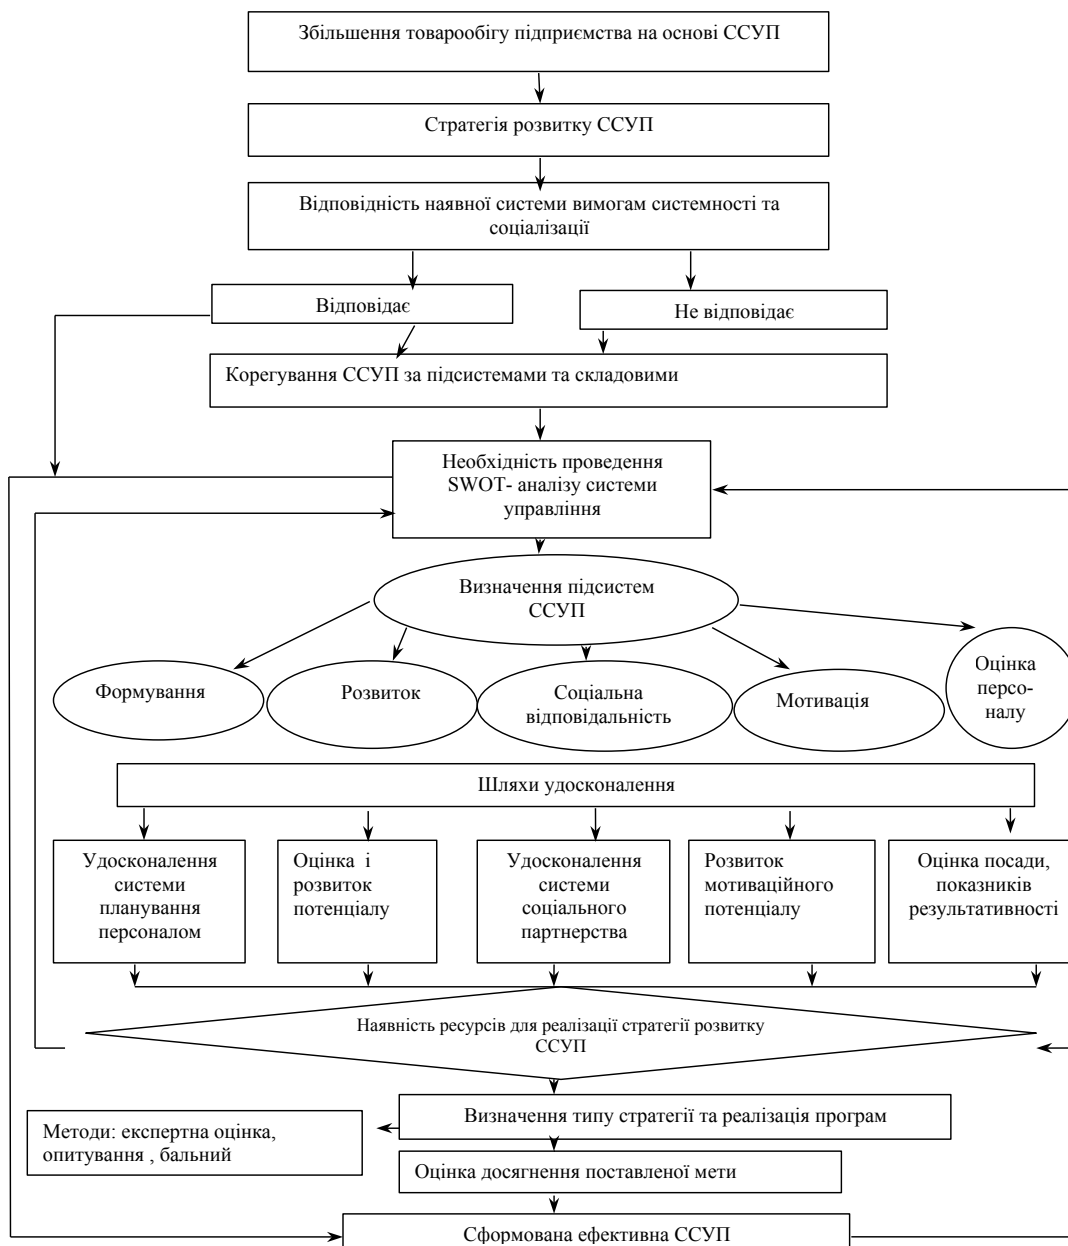 Збільшення товарообігу підприємства на основі ССУП
Стратегія розвитку ССУП
Відповідність наявної системи вимогам системності та
соціалізації
Відповідає
Не відповідає
Корегування ССУП за підсистемами та складовими
Необхідність проведення
SWOT- аналізу системи
управління
Визначення підсистем
ССУП
Формування
Розвиток
Соціальна
відповідальність
Мотивація
Оцінка
персо-
налу
Шляхи удосконалення
Удосконалення
системи
планування
персоналом
Оцінка і
розвиток
потенціалу
Удосконалення
системи
соціального
партнерства
Розвиток
мотиваційного
потенціалу
Оцінка посади,
показників
результативності
Наявність ресурсів для реалізації стратегії розвитку
ССУП
Визначення типу стратегії та реалізація програм
Методи: експертна оцінка,
опитування , бальний
Оцінка досягнення поставленої мети
Сформована ефективна ССУП